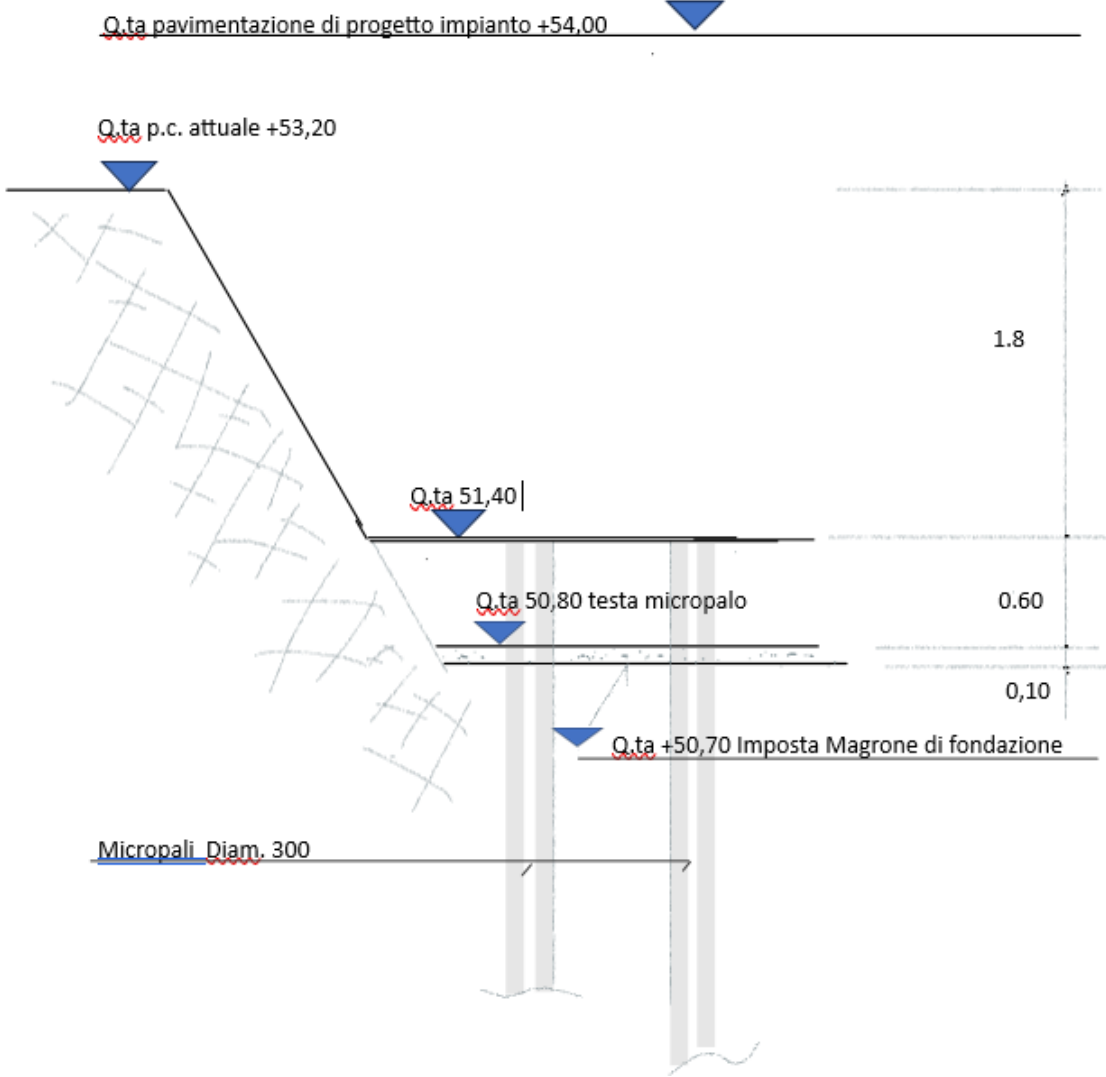 Q.ta pavimentazione di progetto impianto +54,00
Q.ta p.c. attuale +53,20
1.8
Q.ta 51,40
Q.ta 50,80 testa micropalo
0.60
0,10
Q.ta +50,70 Imposta Magrone di fondazione
Micropali Diam. 300